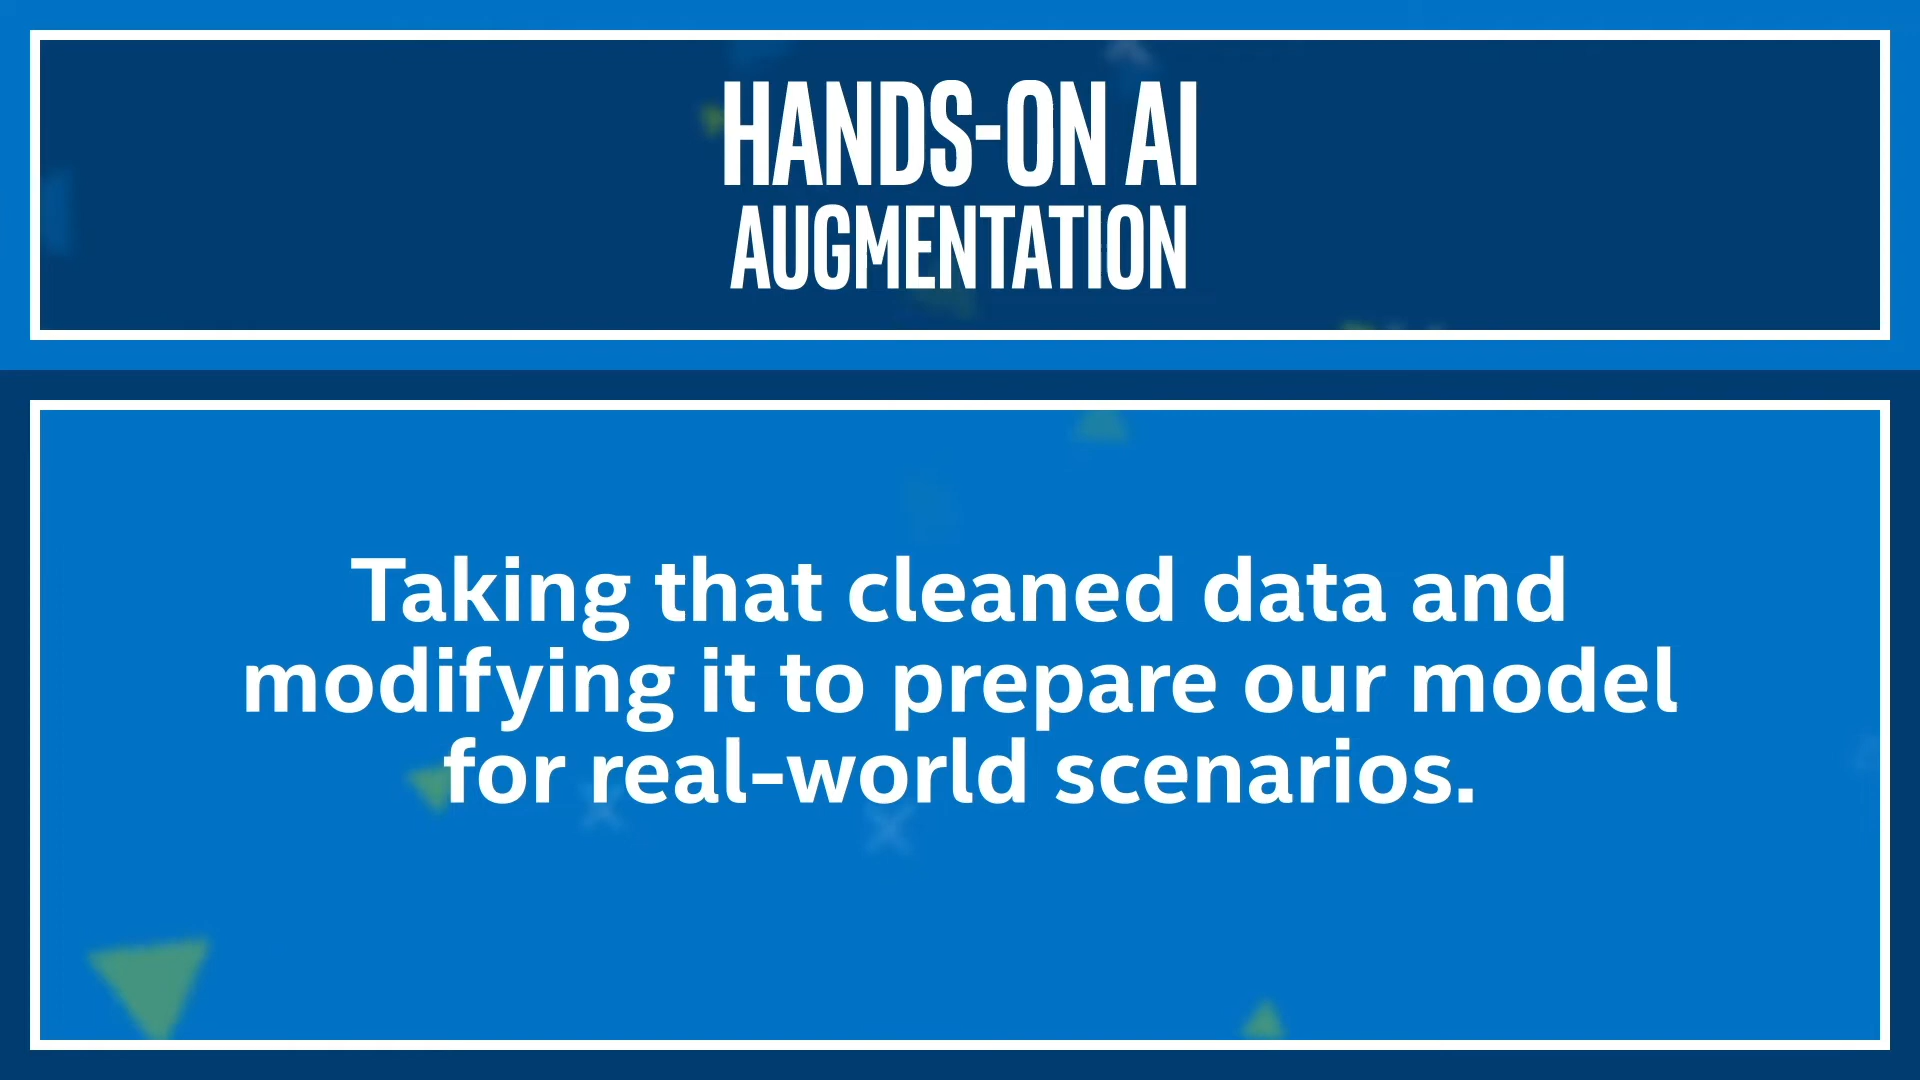 HANDS-ON AI
AUGMENTATION
Taking that cleaned data and
modifying it to prepare our model
for real-world scenarios.